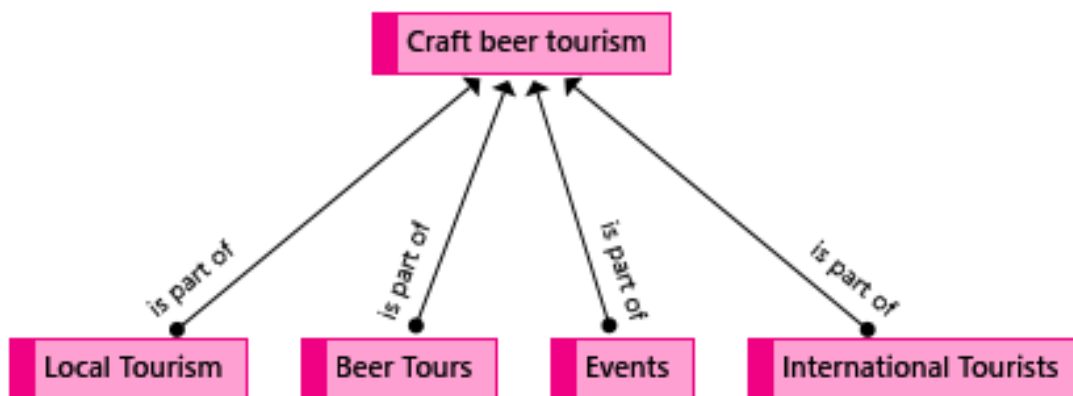 Craft beer tourism
is part of
is part of
is part of
is part of
Local Tourism
Beer Tours
Events
International Tourists